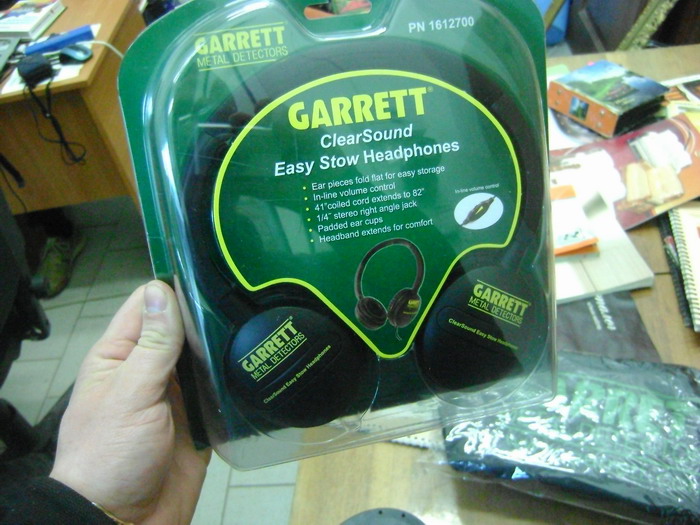 PN 1612700
GARRETT
METAL DETECTORS
GARRETT®
ClearSound
Easy Stow Headphones
• Ear pieces fold flat for easy storage
• In-line volume control
• 41"coiled cord extends to 82"
• 1/4" stereo right angle jack
• Padded ear cups
• Headband extends for comfort
In-line volume control
GARRETT
METAL DETECTORS
ClearSound Easy Stow Headphones
GARRETT
METAL DETECTORS
ClearSound Easy Stow Headphones